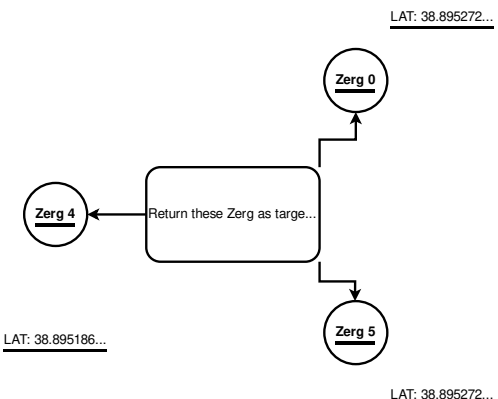 LAT: 38.895272...
Zerg 0
Return these Zerg as targe...
Zerg 4
Zerg 5
LAT: 38.895186...
LAT: 38.895272...